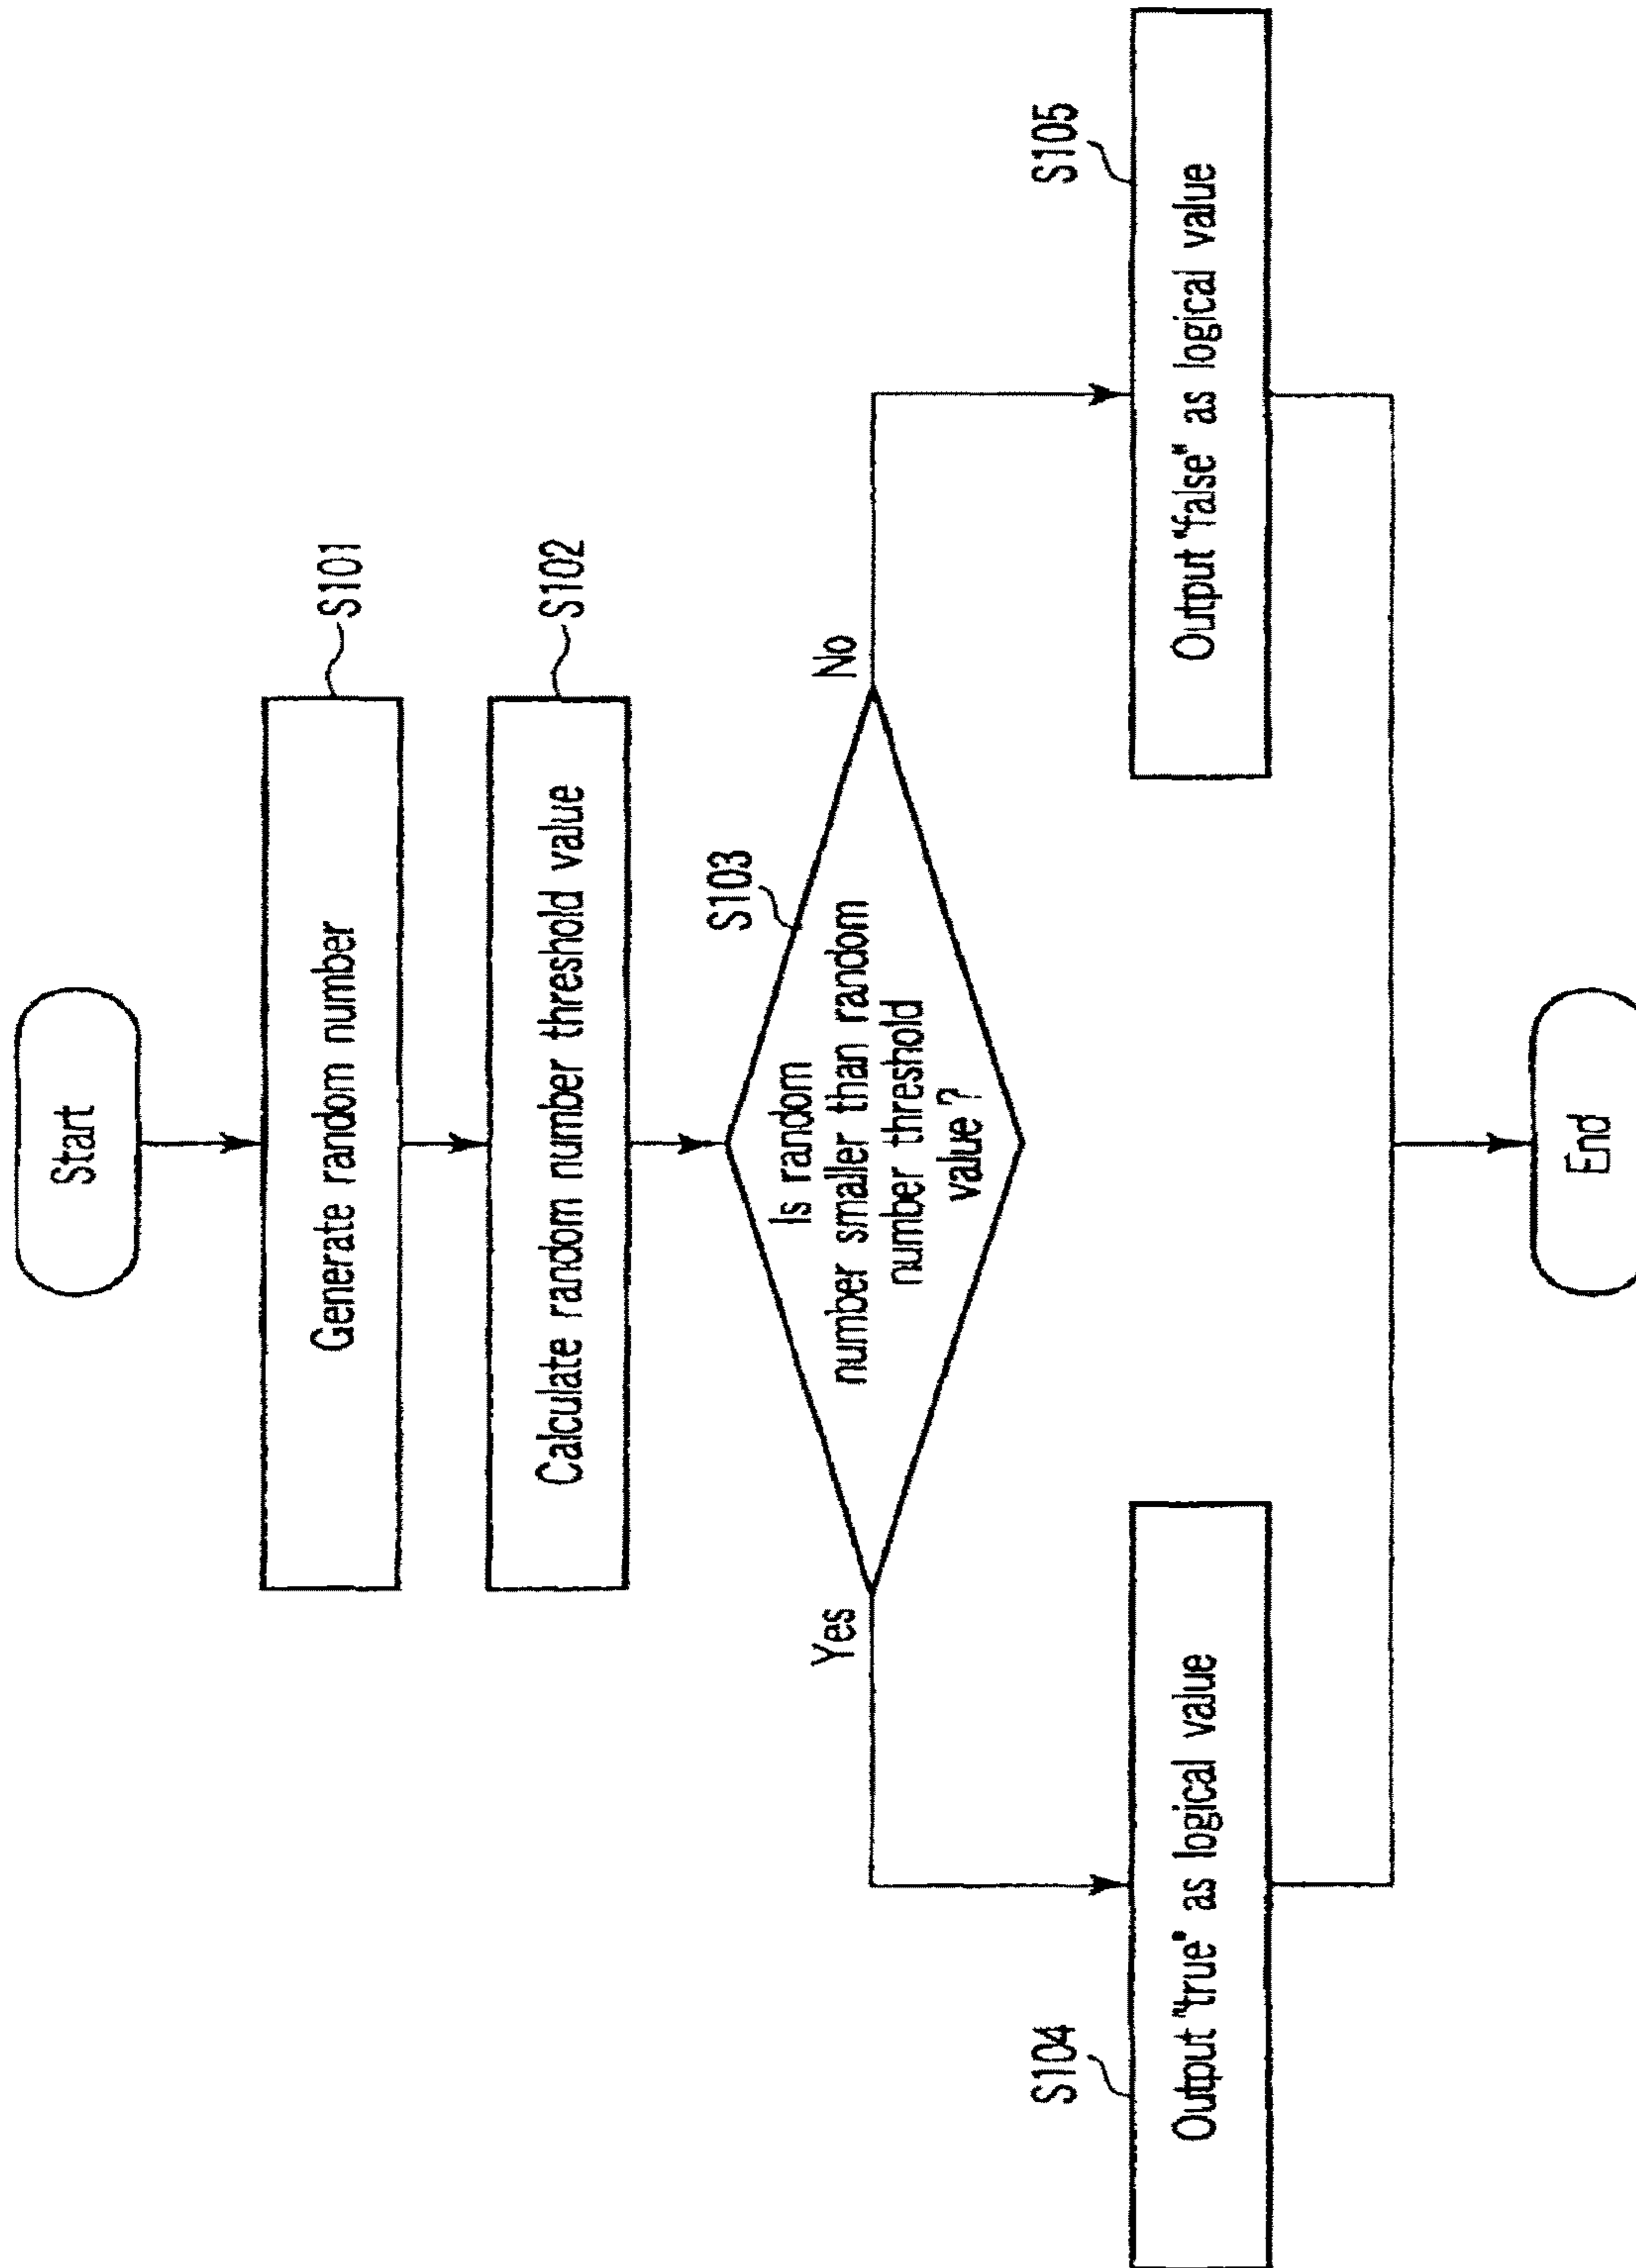 Start
Generate random number
S101
Calculate random number threshold value
S102
S103
Is random
number smaller than random
number threshold
value ?
Yes
No
S104
Output "true" as logical value
S105
Output "false" as logical value
End